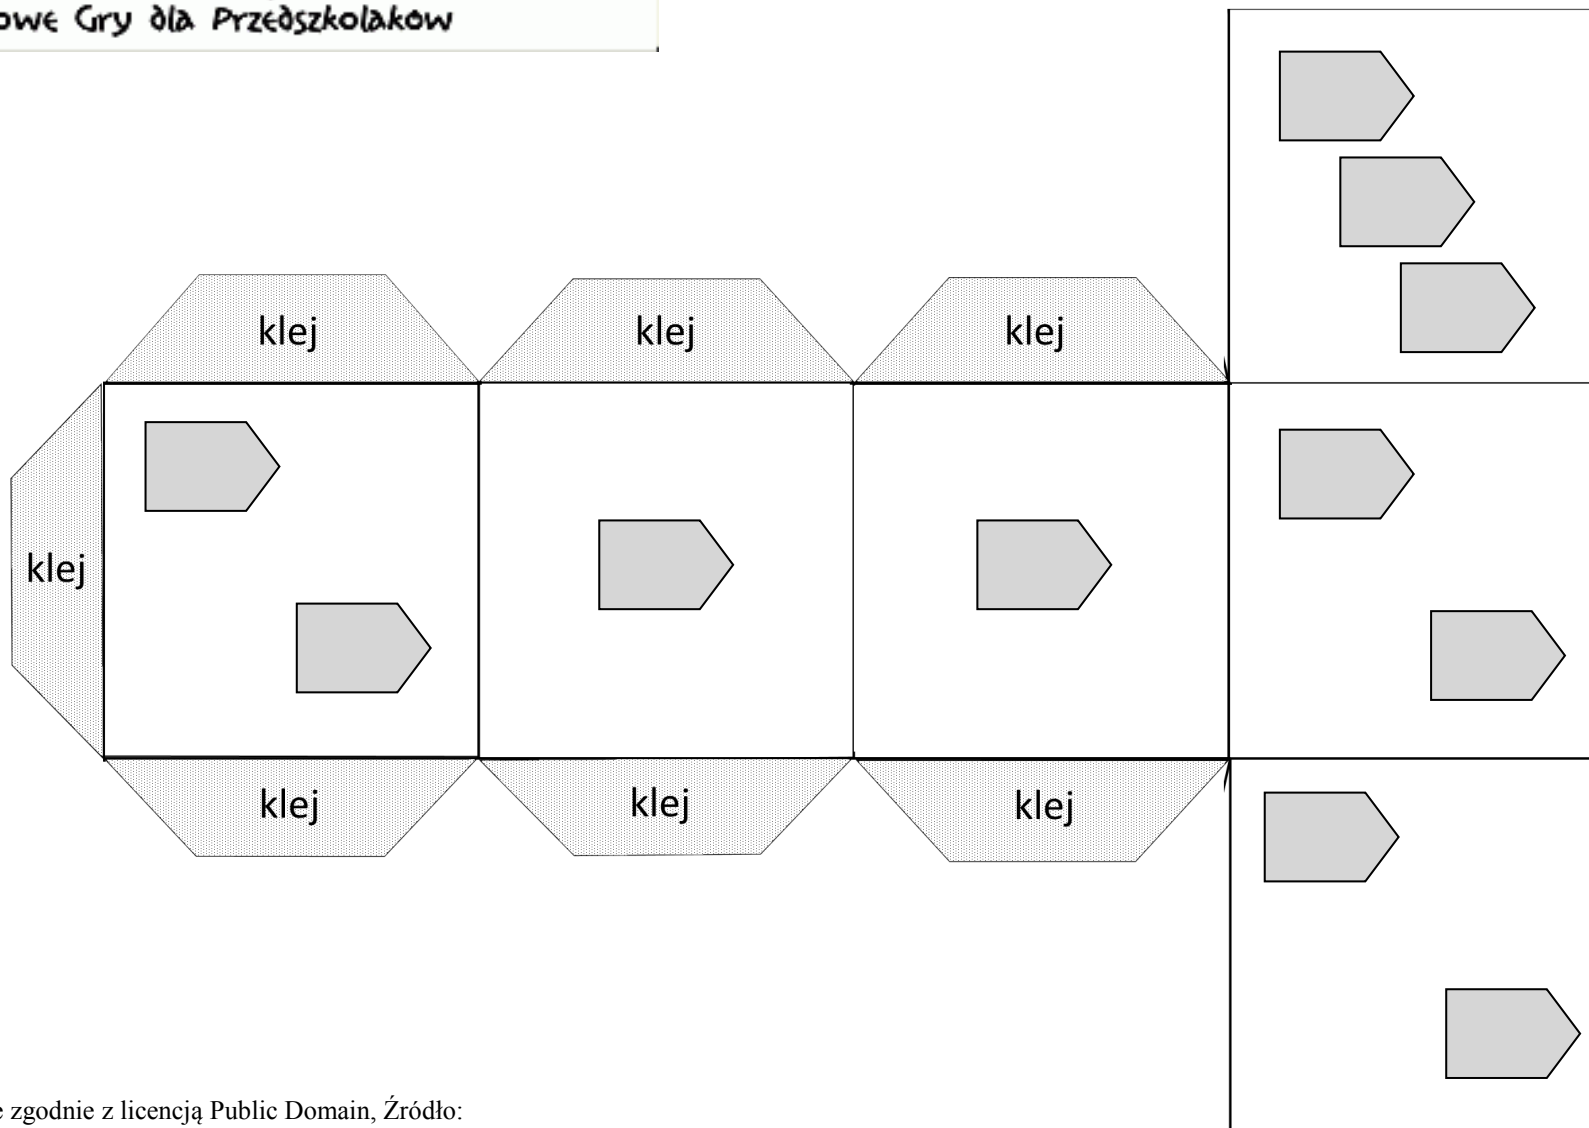 owe Gry dla Przedszkolaków
klej
klej
klej
klej
klej
klej
klej
e zgodnie z licencją Public Domain, Źródło: